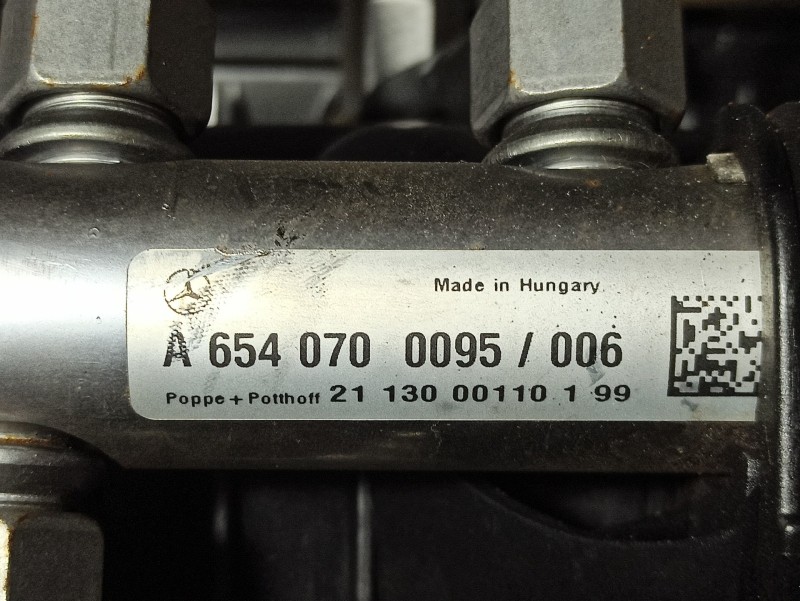 Made in Hungary
A 654 070 0095 / 006
Poppe + Potthoff 21 130 00110 1 99